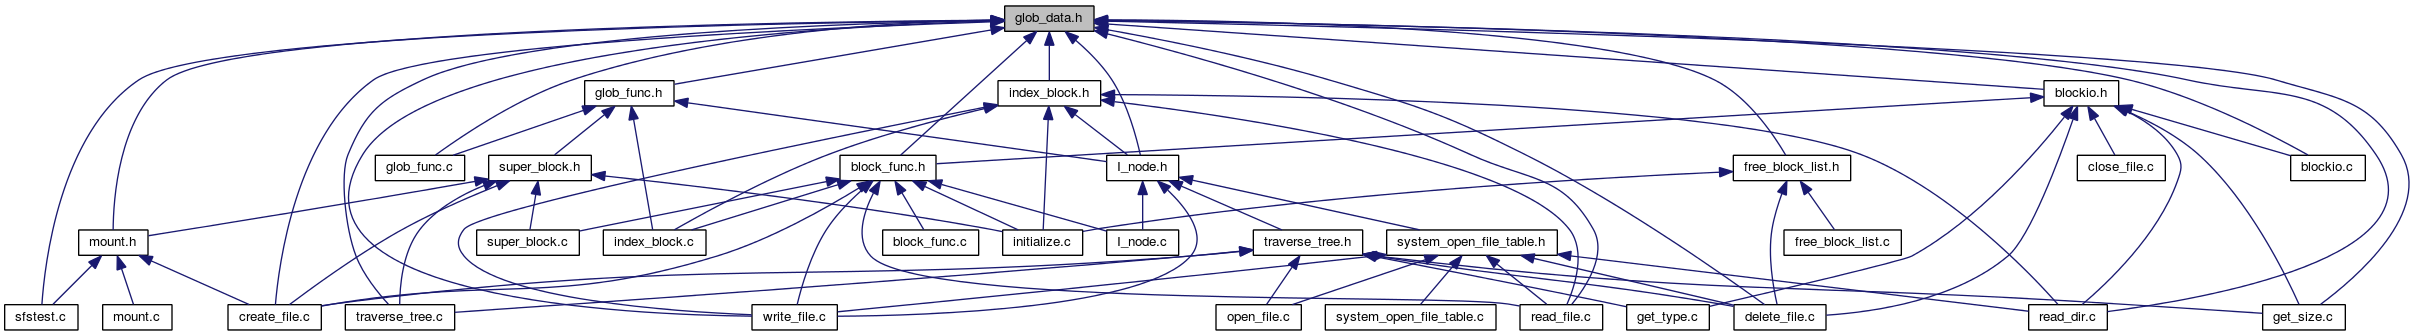 glob_data.h
glob_func.h
index_block.h
blockio.h
glob_func.c
super_block.h
block_func.h
I_node.h
free_block_list.h
close_file.c
blockio.c
mount.h
super_block.c
index_block.c
block_func.c
initialize.c
I_node.c
traverse_tree.h
system_open_file_table.h
free_block_list.c
sfstest.c
mount.c
create_file.c
traverse_tree.c
write_file.c
open_file.c
system_open_file_table.c
read_file.c
get_type.c
delete_file.c
read_dir.c
get_size.c